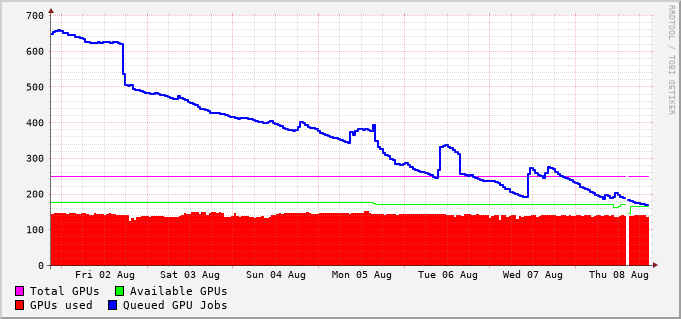 700
600
500
400
300
200
100
0
Fri 02 Aug Sat 03 Aug Sun 04 Aug Mon 05 Aug Tue 06 Aug Wed 07 Aug Thu 08 Aug
Total GPUs Available GPUs
GPUs used Queued GPU Jobs
RRDTOOL / TOBI OETIKER